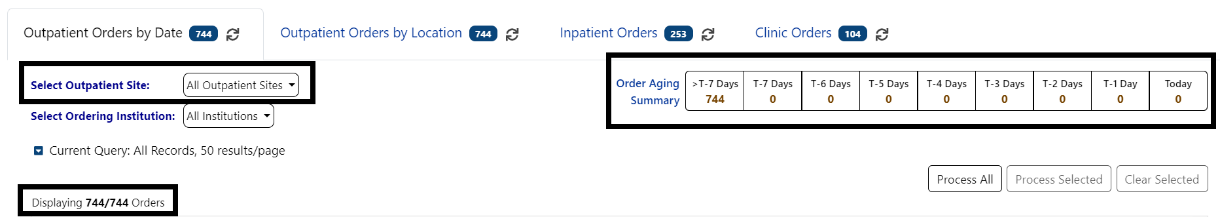 Outpatient Orders by Date 744 Outpatient Orders by Location 744 Inpatient Orders 253 Clinic Orders 104
Select Outpatient Site: All Outpatient Sites
Select Ordering Institution: All Institutions
Order Aging Summary
>T-7 Days T-7 Days T-6 Days T-5 Days T-4 Days T-3 Days T-2 Days T-1 Day Today
744 0 0 0 0 0 0 0 0
Current Query: All Records, 50 results/page
Process All Process Selected Clear Selected
Displaying 744/744 Orders